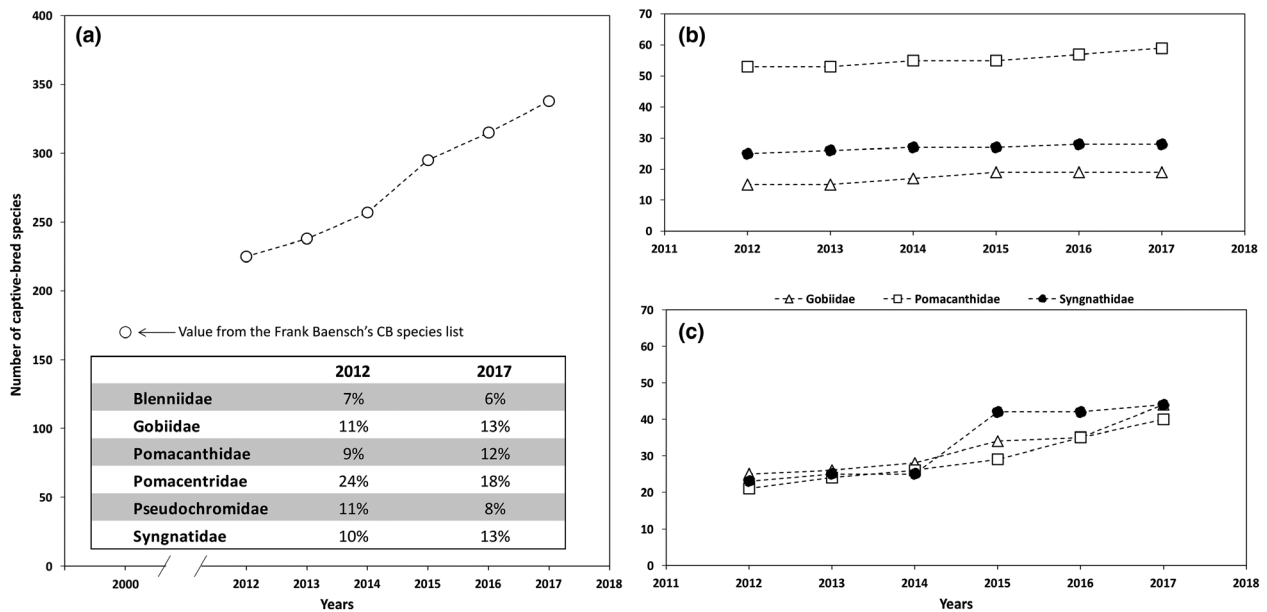 (a)
Number of captive-bred species
400
350
300
250
200
150
100
50
0
Value from the Frank Baensch's CB species list
2012 2017
Blenniidae 7% 6%
Gobiidae 11% 13%
Pomacanthidae 9% 12%
Pomacentridae 24% 18%
Pseudochromidae 11% 8%
Syngnatidae 10% 13%
2000 2012 2013 2014 2015 2016 2017 2018
Years
(b)
70
60
50
40
30
20
10
0
2011 2012 2013 2014 2015 2016 2017 2018
Gobiidae Pomacanthidae Syngnathidae
(c)
70
60
50
40
30
20
10
0
2011 2012 2013 2014 2015 2016 2017 2018
Years